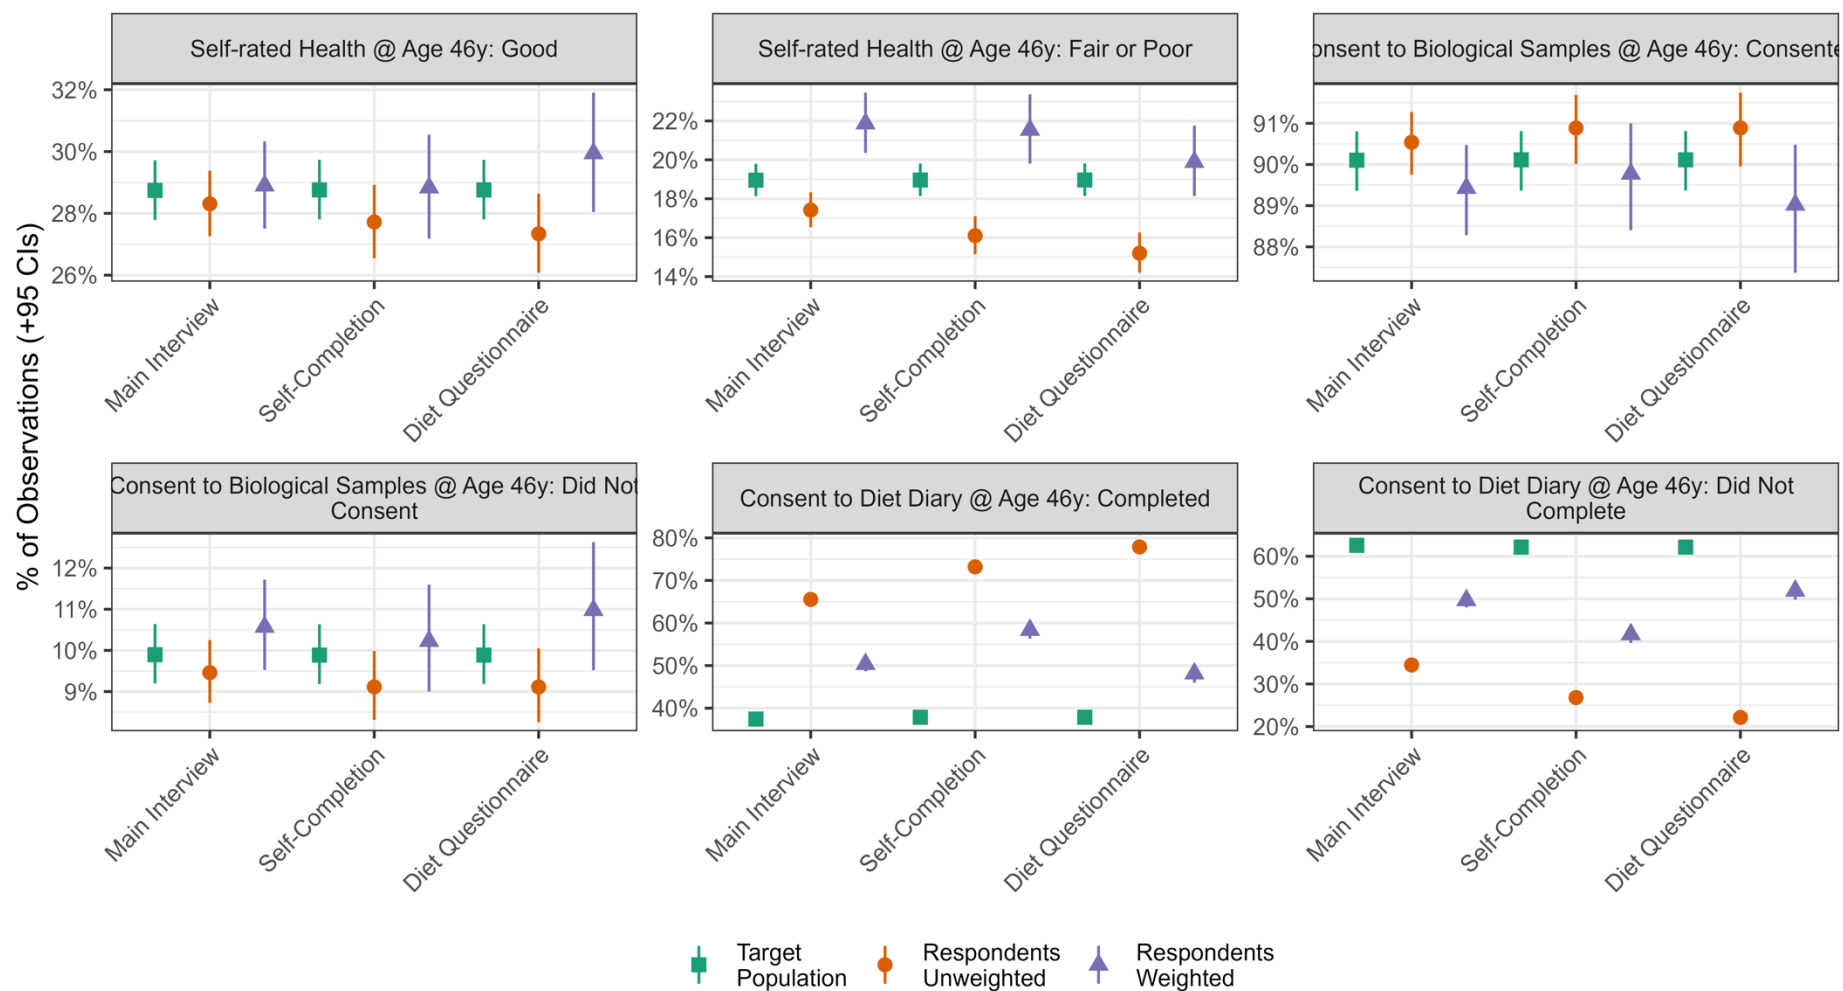 Self-rated Health @ Age 46y: Good
Self-rated Health @ Age 46y: Fair or Poor
onsent to Biological Samples @ Age 46y: Consente
% of Observations (+95 CIs)
32%
30%
28%
26%
22%
20%
18%
16%
14%
91%
90%
89%
88%
Main Interview
Self-Completion
Diet Questionnaire
Main Interview
Self-Completion
Diet Questionnaire
Main Interview
Self-Completion
Diet Questionnaire
Consent to Biological Samples @ Age 46y: Did Not
Consent
Consent to Diet Diary @ Age 46y: Completed
Consent to Diet Diary @ Age 46y: Did Not
Complete
12%
11%
10%
9%
80%
70%
60%
50%
40%
60%
50%
40%
30%
20%
Main Interview
Self-Completion
Diet Questionnaire
Main Interview
Self-Completion
Diet Questionnaire
Main Interview
Self-Completion
Diet Questionnaire
Target
Population
Respondents
Unweighted
Respondents
Weighted